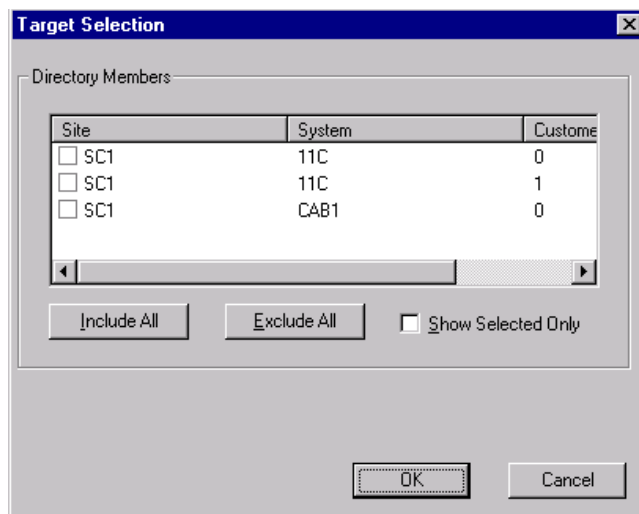 Target Selection
Directory Members
Site System Custome
SC1 11C 0
SC1 11C 1
SC1 CAB1 0
Include All Exclude All Show Selected Only
OK Cancel